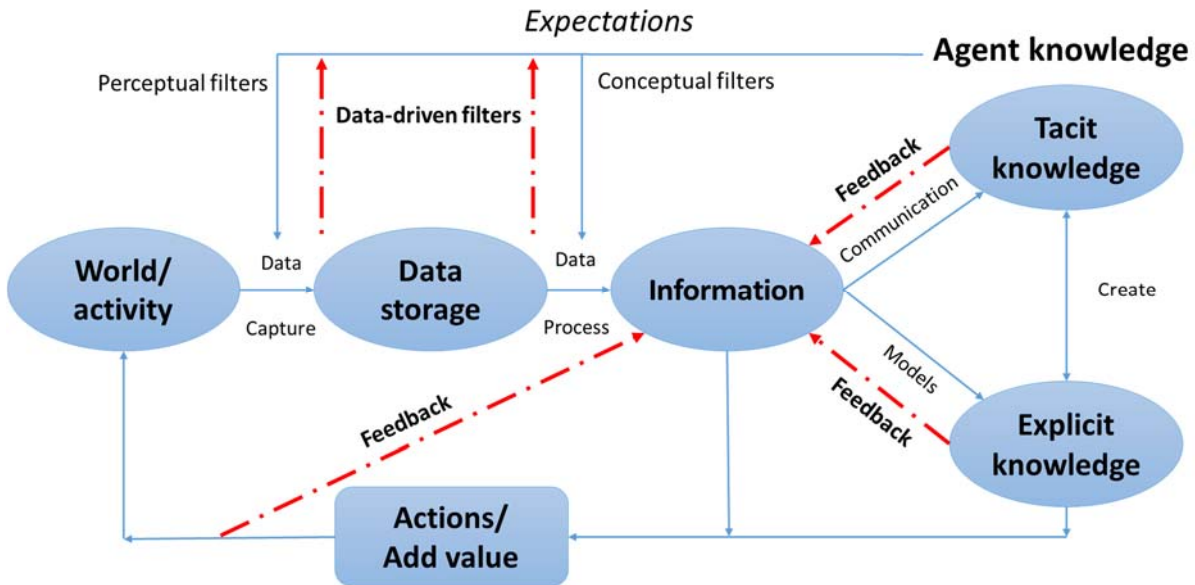 Expectations
Agent knowledge
Perceptual filters
Conceptual filters
Data-driven filters
Tacit
knowledge
Feedback
Communication
World/
activity
Data
Capture
Data
storage
Data
Process
Information
Create
Models
Feedback
Feedback
Explicit
knowledge
Actions/
Add value